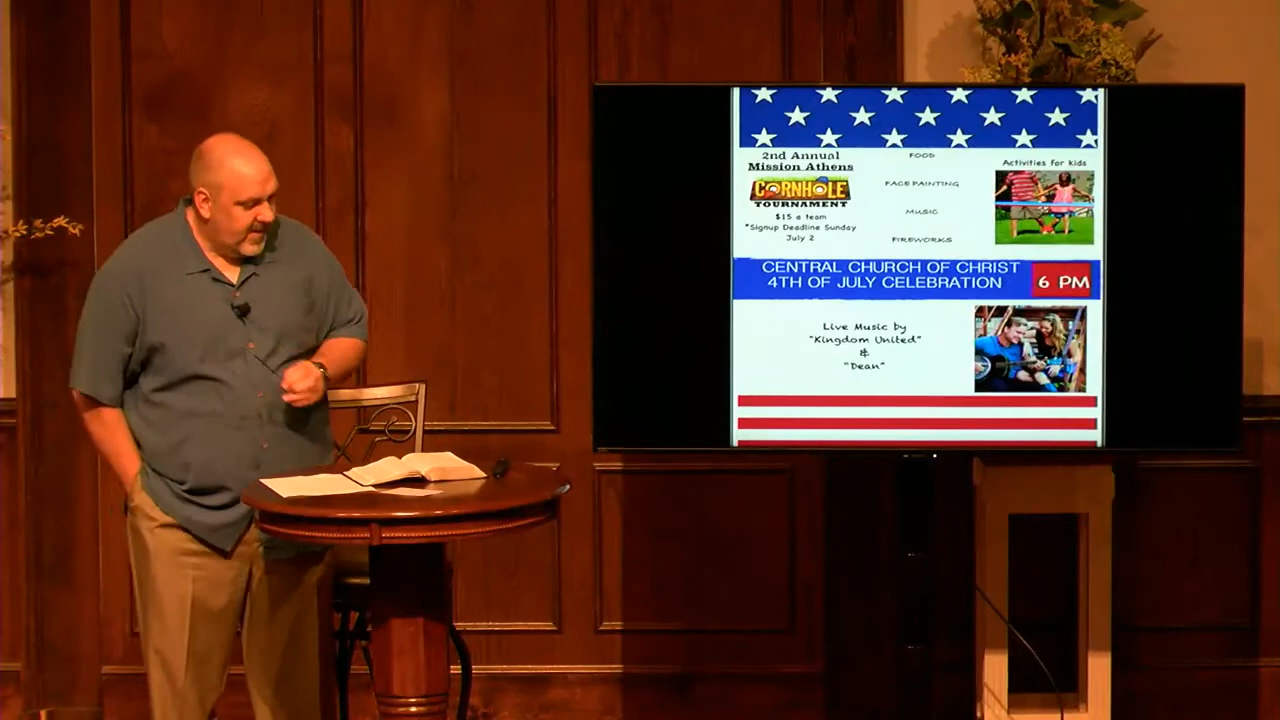 2nd Annual
Mission Athens
CORNHOLE
TOURNAMENT
$15 a team
*Signup Deadline Sunday
July 2
FOOD
FACE PAINTING
MUSIC
FIREWORKS
Activities for kids
CENTRAL CHURCH OF CHRIST
4TH OF JULY CELEBRATION
6 PM
Live Music by
"Kingdom United"
&
"Dean"